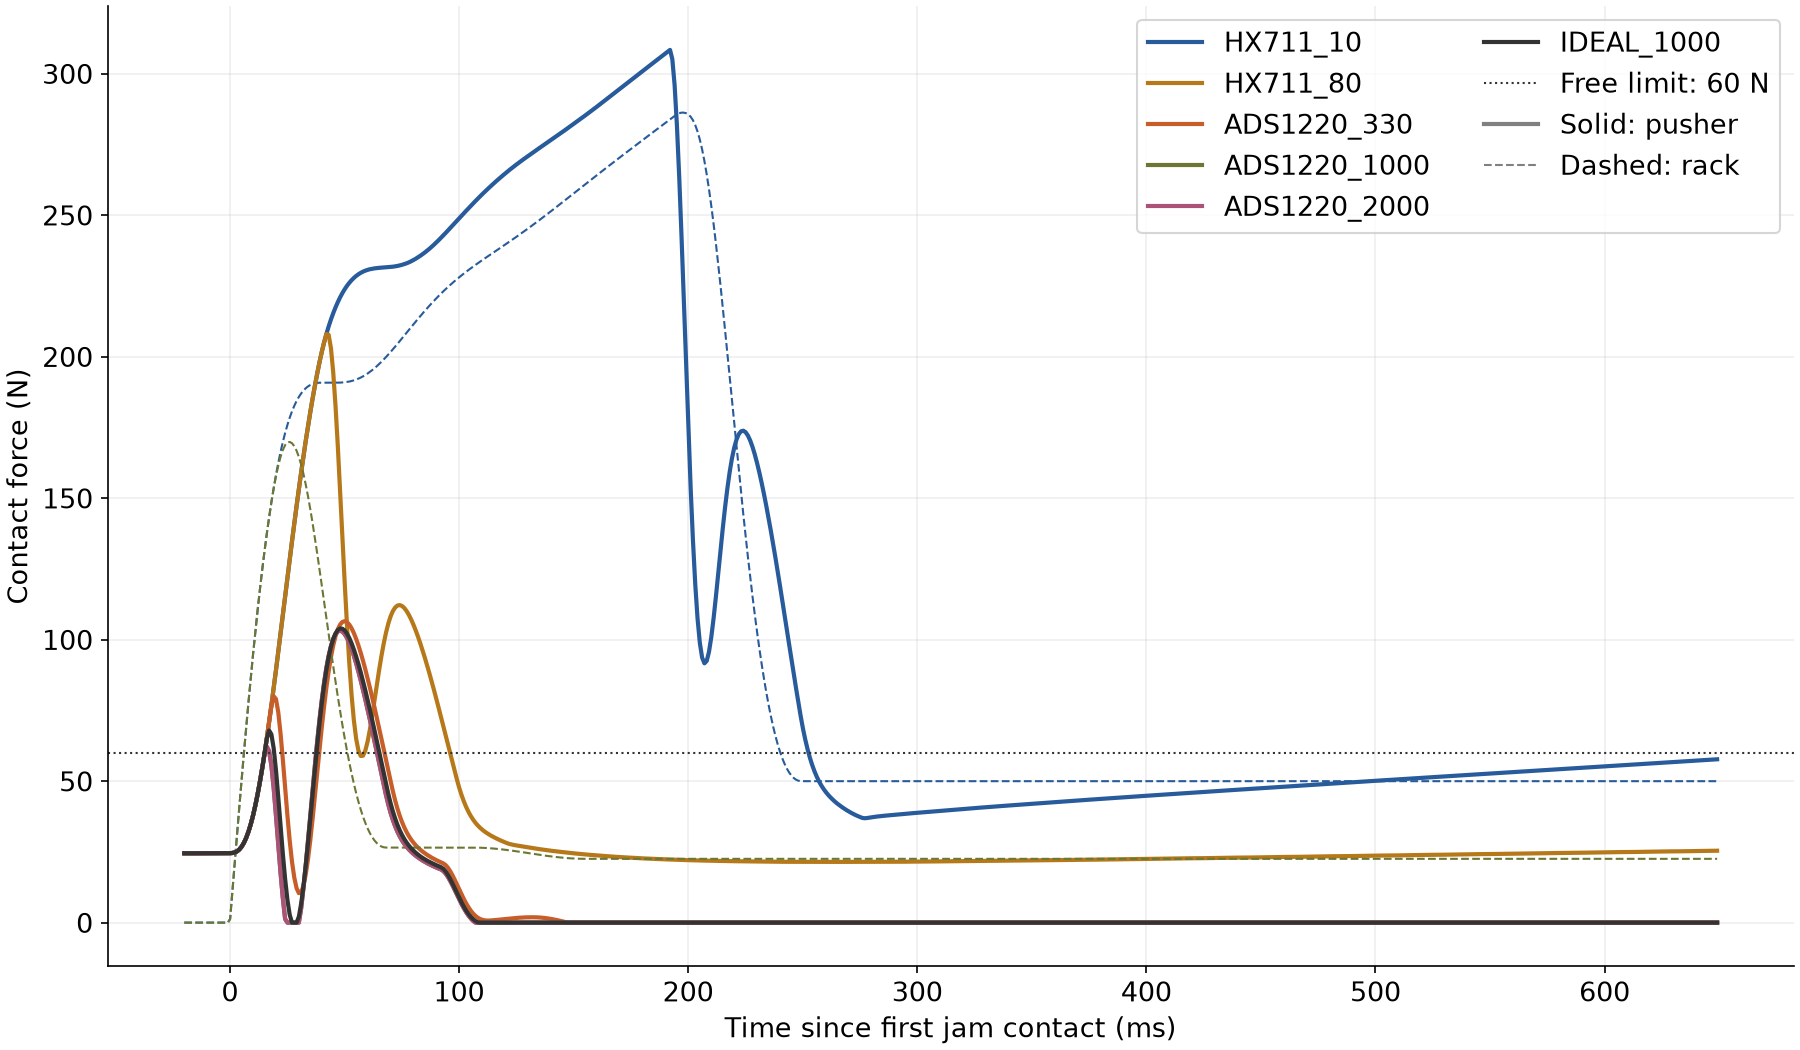 HX711_10
HX711_80
ADS1220_330
ADS1220_1000
ADS1220_2000
IDEAL_1000
Free limit: 60 N
Solid: pusher
Dashed: rack
Contact force (N)
300
250
200
150
100
50
0
0 100 200 300 400 500 600
Time since first jam contact (ms)